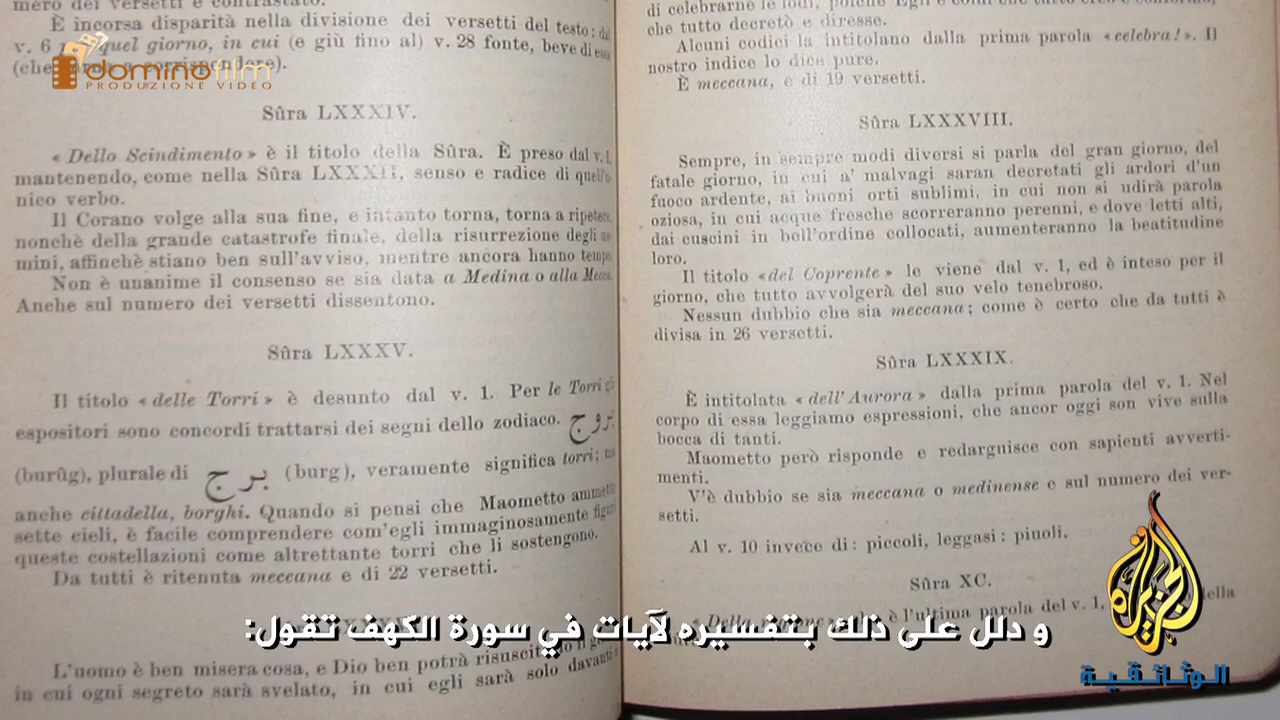 mero dei versetti è contrastato.
È incorsa disparità nella divisione dei versetti del testo: dal
v. 6 quel giorno, in cui (e giù fino al) v. 28 fonte, beve di essa
(che
domino film
PRODUZIONE VIDEO
Sûra LXXXIV.
« Dello Scindimento » è il titolo della Sûra. È preso dal v. 1,
mantenendo, come nella Sûra LXXXII, senso e radice di quell'u-
nico verbo.
Il Corano volge alla sua fine, e intanto torna, torna a ripetere,
nonchè della grande catastrofe finale, della risurrezione degli uo-
mini, affinchè stiano ben sull'avviso, mentre ancora hanno tempo.
Non è unanime il consenso se sia data a Medina o alla Mecca.
Anche sul numero dei versetti dissentono.
Sûra LXXXV.
Il titolo « delle Torri » è desunto dal v. 1. Per le Torri gli
espositori sono concordi trattarsi dei segni dello zodiaco. بروج
(burûg), plurale di برج (burg), veramente significa torri; ma
anche cittadella, borghi. Quando si pensi che Maometto ammette
sette cieli, è facile comprendere com'egli immaginosamente figuri
queste costellazioni come altrettante torri che li sostengono.
Da tutti è ritenuta meccana e di 22 versetti.
L'uomo è ben misera cosa, e Dio ben potrà risuscitarlo il
in cui ogni segreto sarà svelato, in cui egli sarà solo davanti
di celebrarne le lodi, poichè Egli è colui che tutto creò e conformò,
che tutto decretò e diresse.
Alcuni codici la intitolano dalla prima parola « celebra! ». Il
nostro indice lo dice pure.
È meccana, e di 19 versetti.
Sûra LXXXVIII.
Sempre, in sempre modi diversi si parla del gran giorno, del
fatale giorno, in cui a' malvagi saran decretati gli ardori d'un
fuoco ardente, ai buoni orti sublimi, in cui non si udirà parola
oziosa, in cui acque fresche scorreranno perenni, e dove letti alti,
dai cuscini in bell'ordine collocati, aumenteranno la beatitudine
loro.
Il titolo « del Coprente » le viene dal v. 1, ed è inteso per il
giorno, che tutto avvolgerà del suo velo tenebroso.
Nessun dubbio che sia meccana; come è certo che da tutti è
divisa in 26 versetti.
Sûra LXXXIX.
È intitolata « dell'Aurora » dalla prima parola del v. 1. Nel
corpo di essa leggiamo espressioni, che ancor oggi son vive sulla
bocca di tanti.
Maometto però risponde e redarguisce con sapienti avverti-
menti.
V'è dubbio se sia meccana o medinense e sul numero dei ver-
setti.
Al v. 10 invece di: piccoli, leggasi: piuoli.
Sûra XC.
è l'ultima parola del v. 1, della
و دلل على ذلك بتفسيره لآيات في سورة الكهف تقول:
الجزيرة
الوثائقية